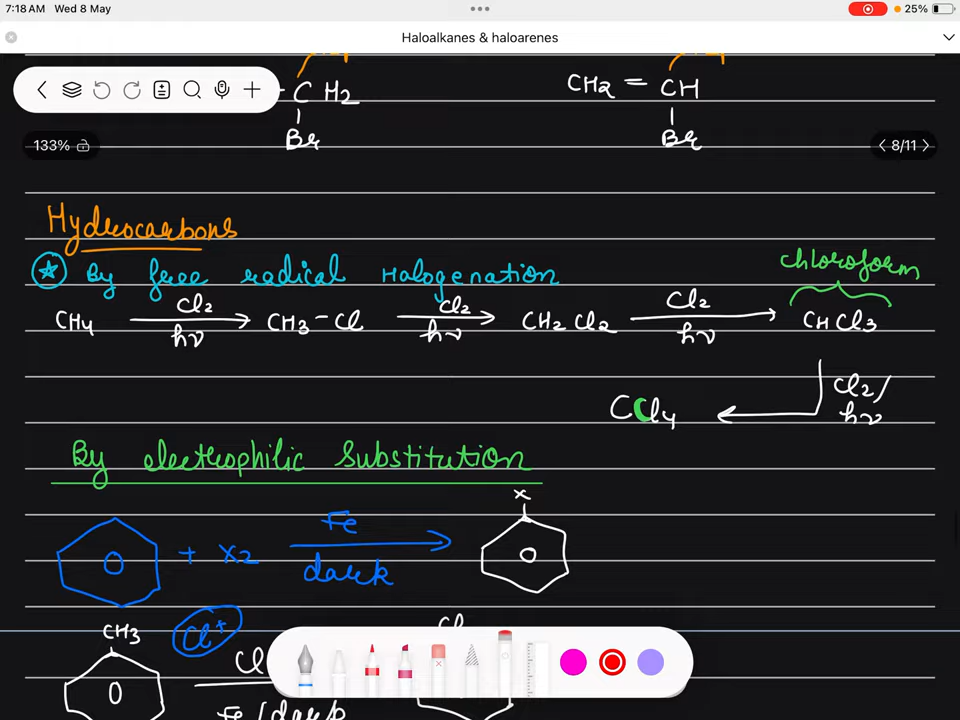 7:18 AM Wed 8 May
25%
Haloalkanes & haloarenes
CH2
Br
CH2 = CH
Br
133%
8/11
Hydrocarbons
By free radical Halogenation
chloroform
CH4 Cl2 hν CH3-Cl Cl2 hν CH2Cl2 Cl2 hν CHCl3
Cl2/
hν
CCl4
By electrophilic Substitution
X
+ X2 Fe dark
CH3
Cl+
Cl
Fe/dark